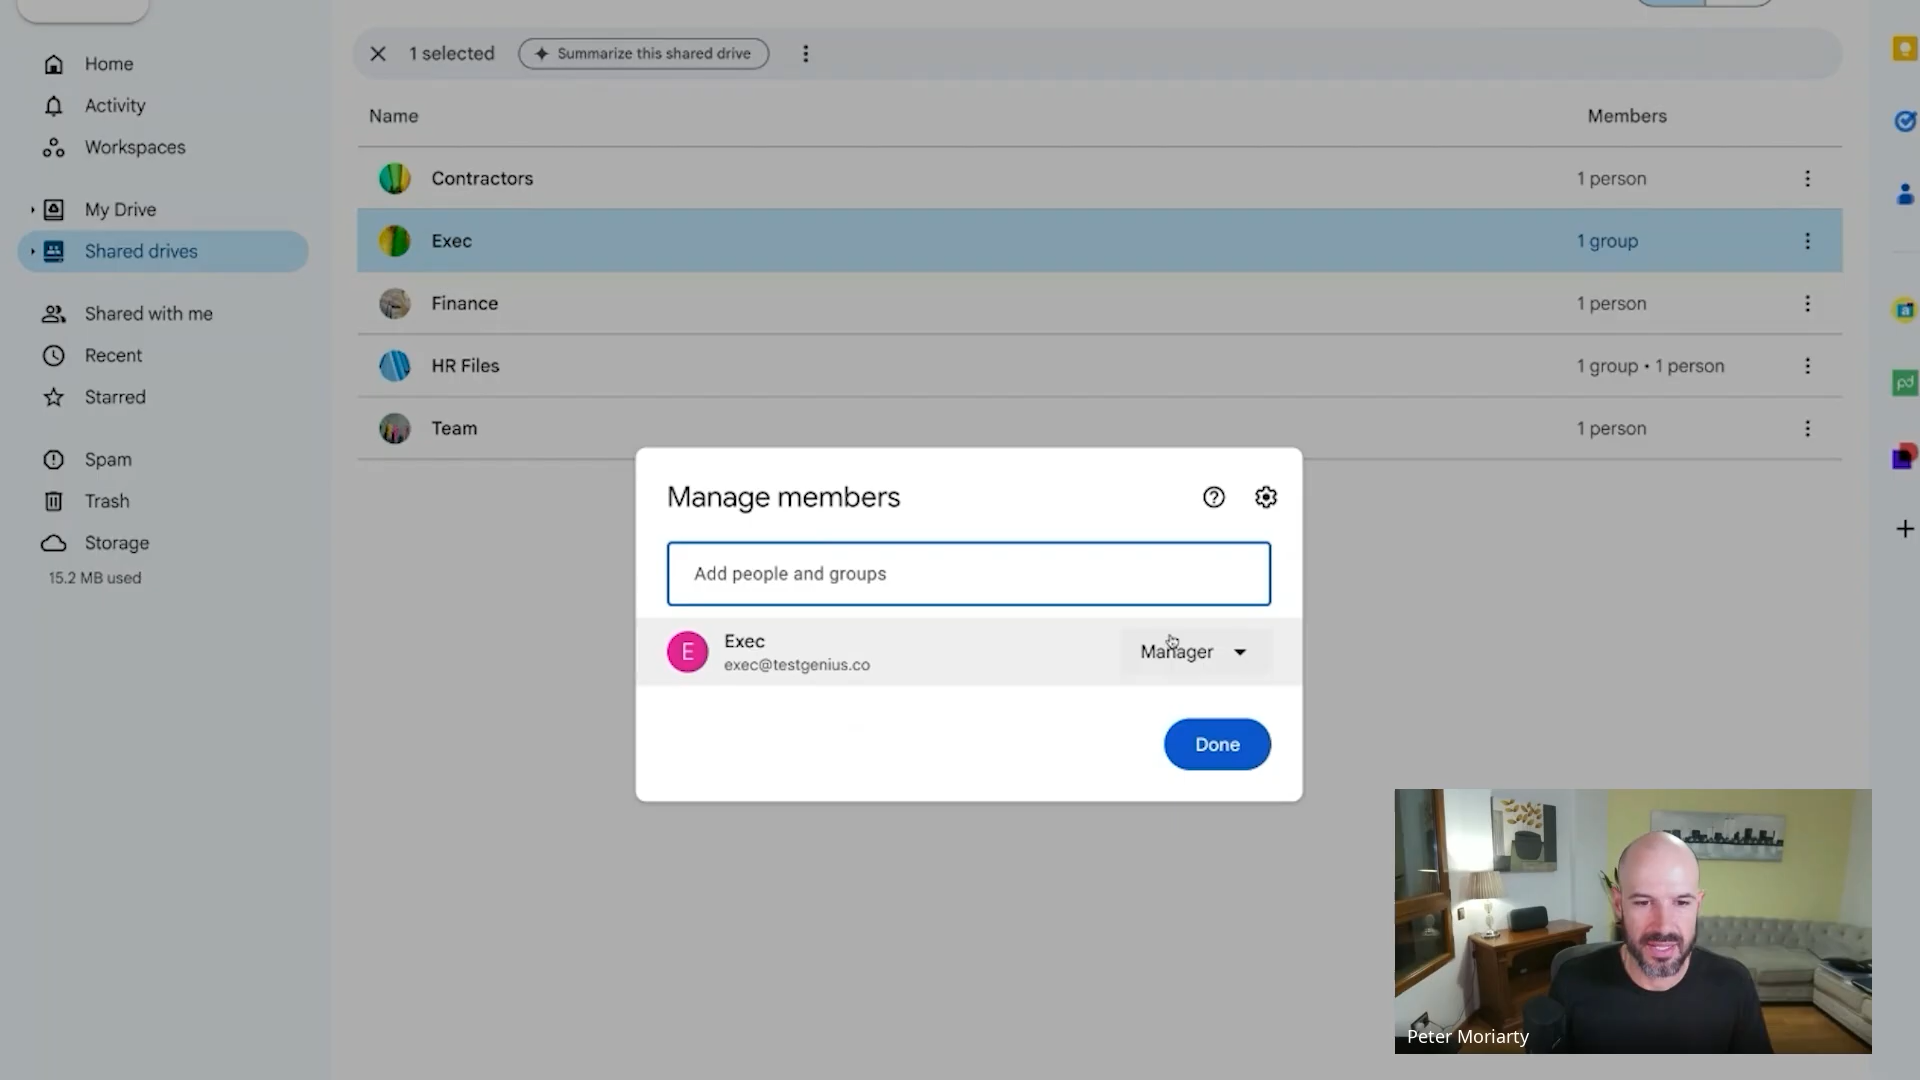 Home
Activity
Workspaces
My Drive
Shared drives
Shared with me
Recent
Starred
Spam
Trash
Storage
15.2 MB used
1 selected
Summarize this shared drive
Name
Members
Contractors
1 person
Exec
1 group
Finance
1 person
HR Files
1 group • 1 person
Team
1 person
Manage members
Add people and groups
E
Exec
exec@testgenius.co
Manager
Done
a
pd
Peter Moriarty